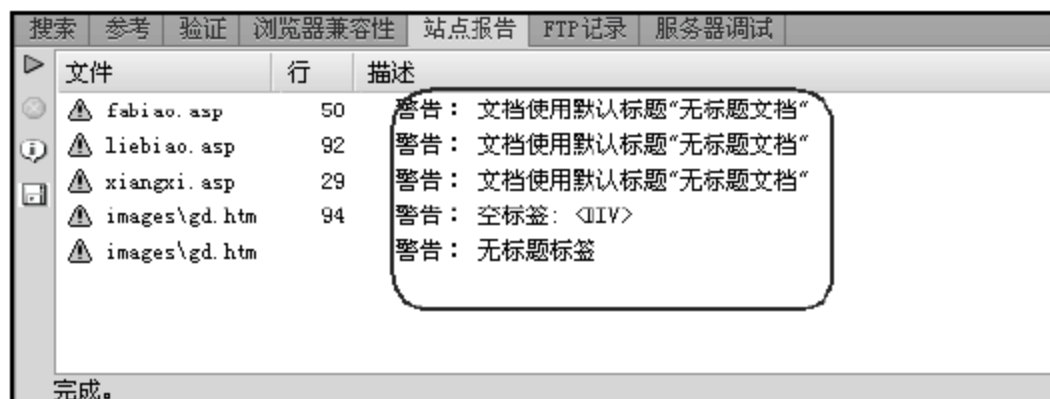 搜索 参考 验证 浏览器兼容性 站点报告 FTP记录 服务器调试
文件 行 描述
fabiao.asp 50 警告： 文档使用默认标题“无标题文档“
liebiao.asp 92 警告： 文档使用默认标题“无标题文档“
xiangxi.asp 29 警告： 文档使用默认标题“无标题文档“
images\gd.htm 94 警告： 空标签: <DIV>
images\gd.htm 警告： 无标题标签
完成。